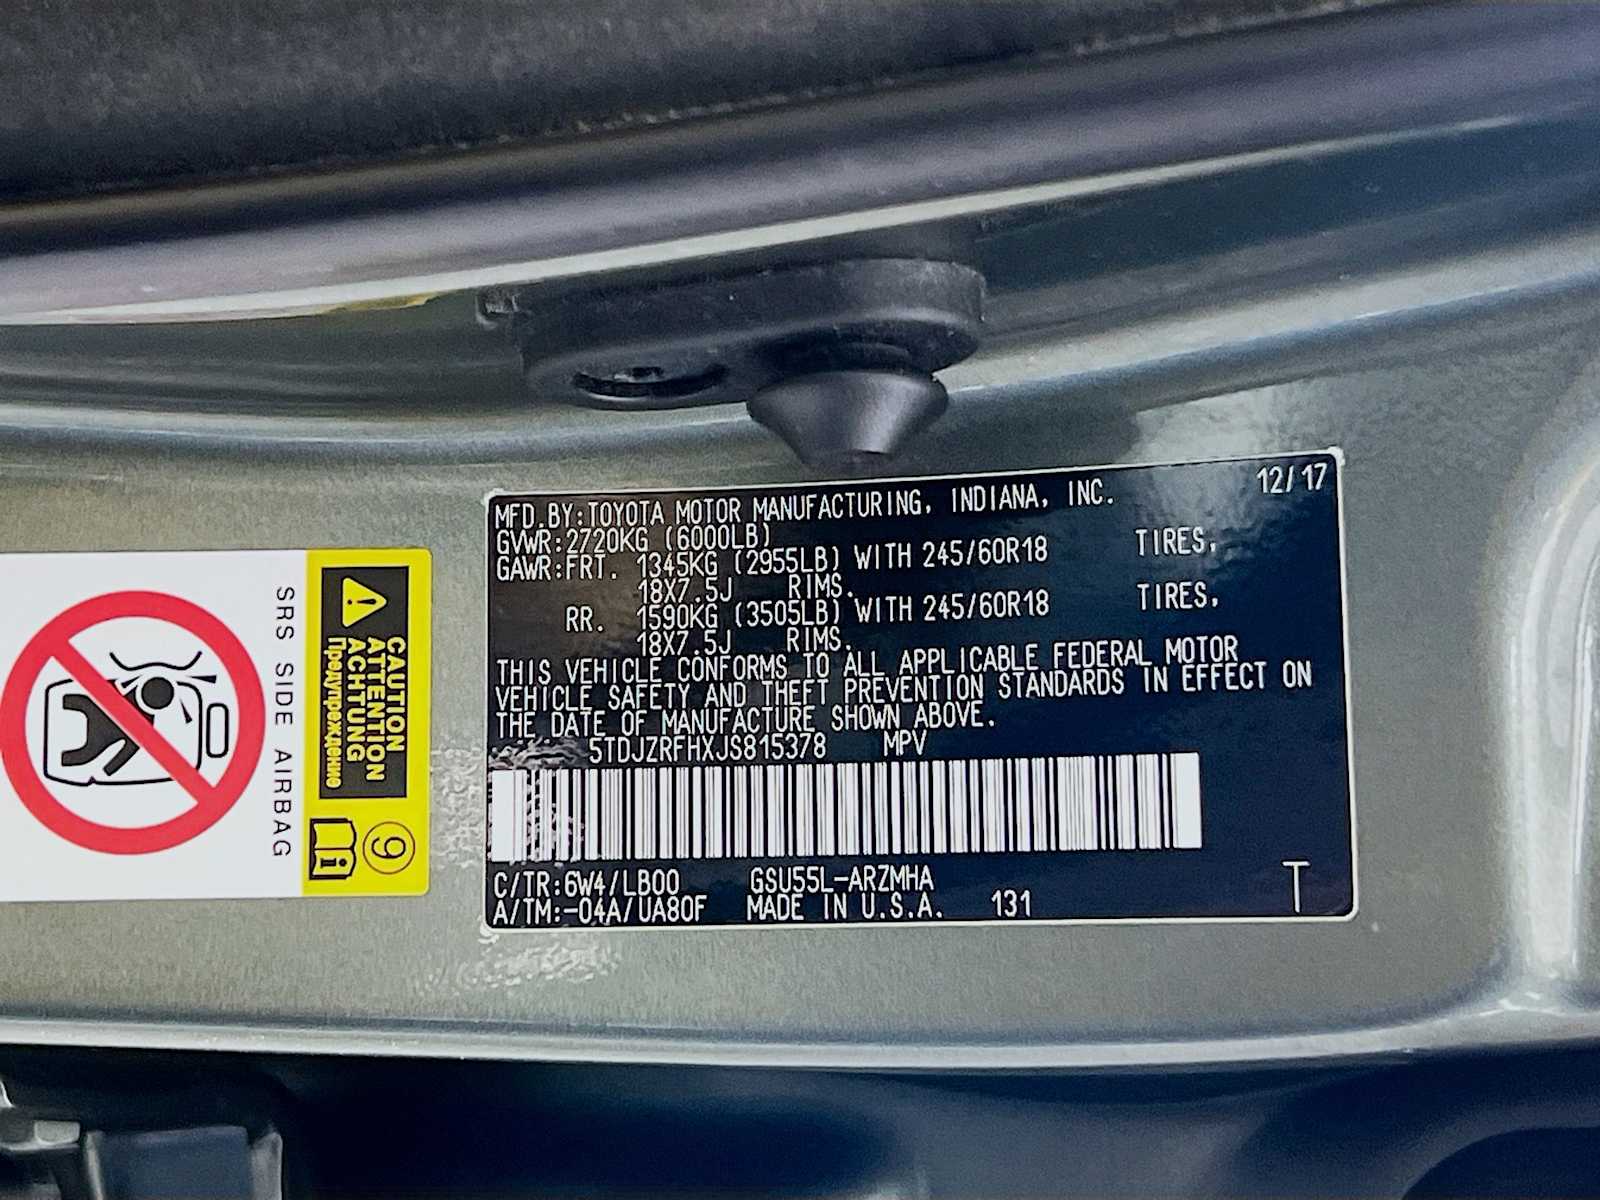 MFD.BY:TOYOTA MOTOR MANUFACTURING, INDIANA, INC. 12/17
GVWR:2720KG (6000LB)
GAWR:FRT. 1345KG (2955LB) WITH 245/60R18 TIRES,
18X7.5J RIMS.
RR. 1590KG (3505LB) WITH 245/60R18 TIRES,
18X7.5J RIMS.
THIS VEHICLE CONFORMS TO ALL APPLICABLE FEDERAL MOTOR
VEHICLE SAFETY AND THEFT PREVENTION STANDARDS IN EFFECT ON
THE DATE OF MANUFACTURE SHOWN ABOVE.
5TDJZRFHXJS815378 MPV
C/TR:6W4/LB00 GSU55L-ARZMHA
A/TM:-04A/UA80F MADE IN U.S.A. 131 T
CAUTION
ATTENTION
ACHTUNG
Предупреждение
9
i
SRS SIDE AIRBAG